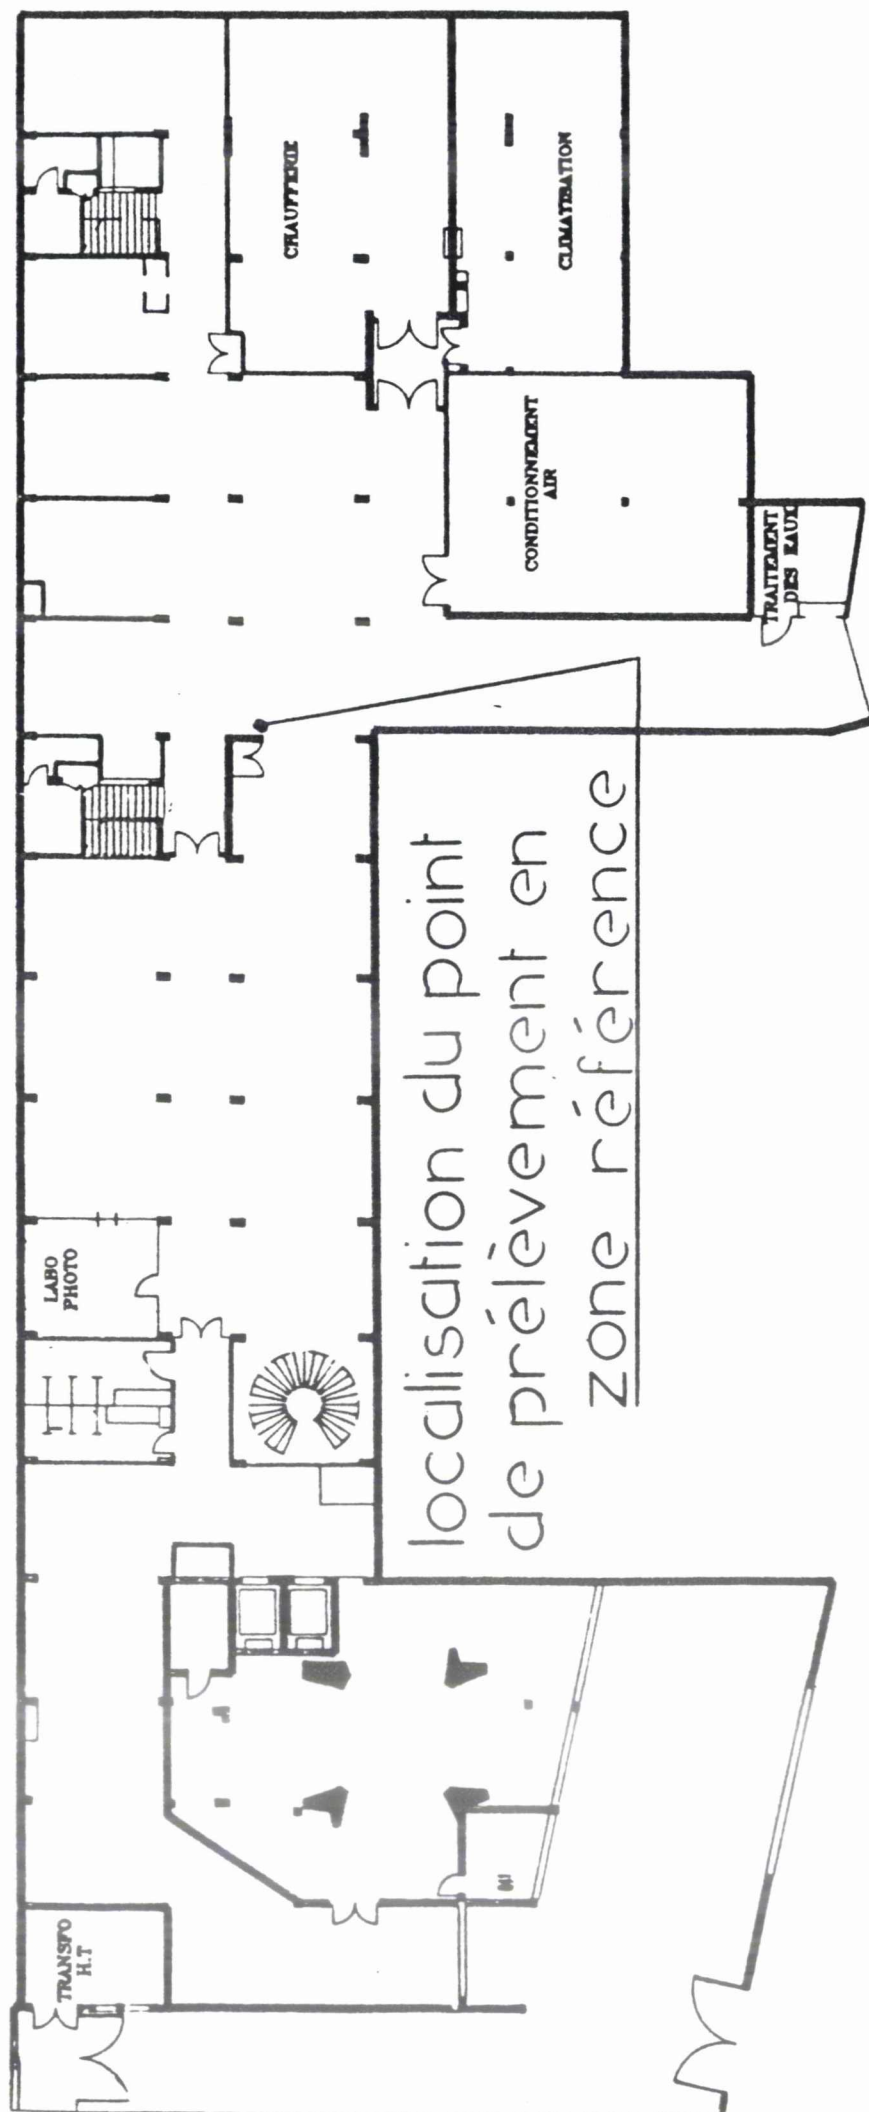 TRANSFO
H.T
LABO
PHOTO
CHAUFFERIE
CLIMATISATION
CONDITIONNEMENT
AIR
TRAITEMENT
DES EAUX
localisation du point
de prélèvement en
zone référence